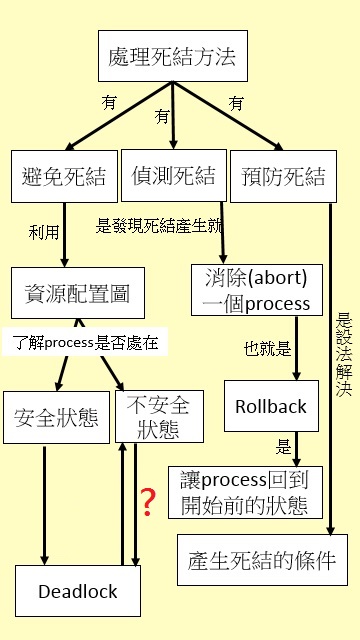 處理死結方法
有
有
有
避免死結
偵測死結
預防死結
利用
是發現死結產生就
資源配置圖
消除(abort)
一個process
了解process是否處在
也就是
是設法解決
安全狀態
不安全
狀態
Rollback
是
讓process回到
開始前的狀態
?
產生死結的條件
Deadlock